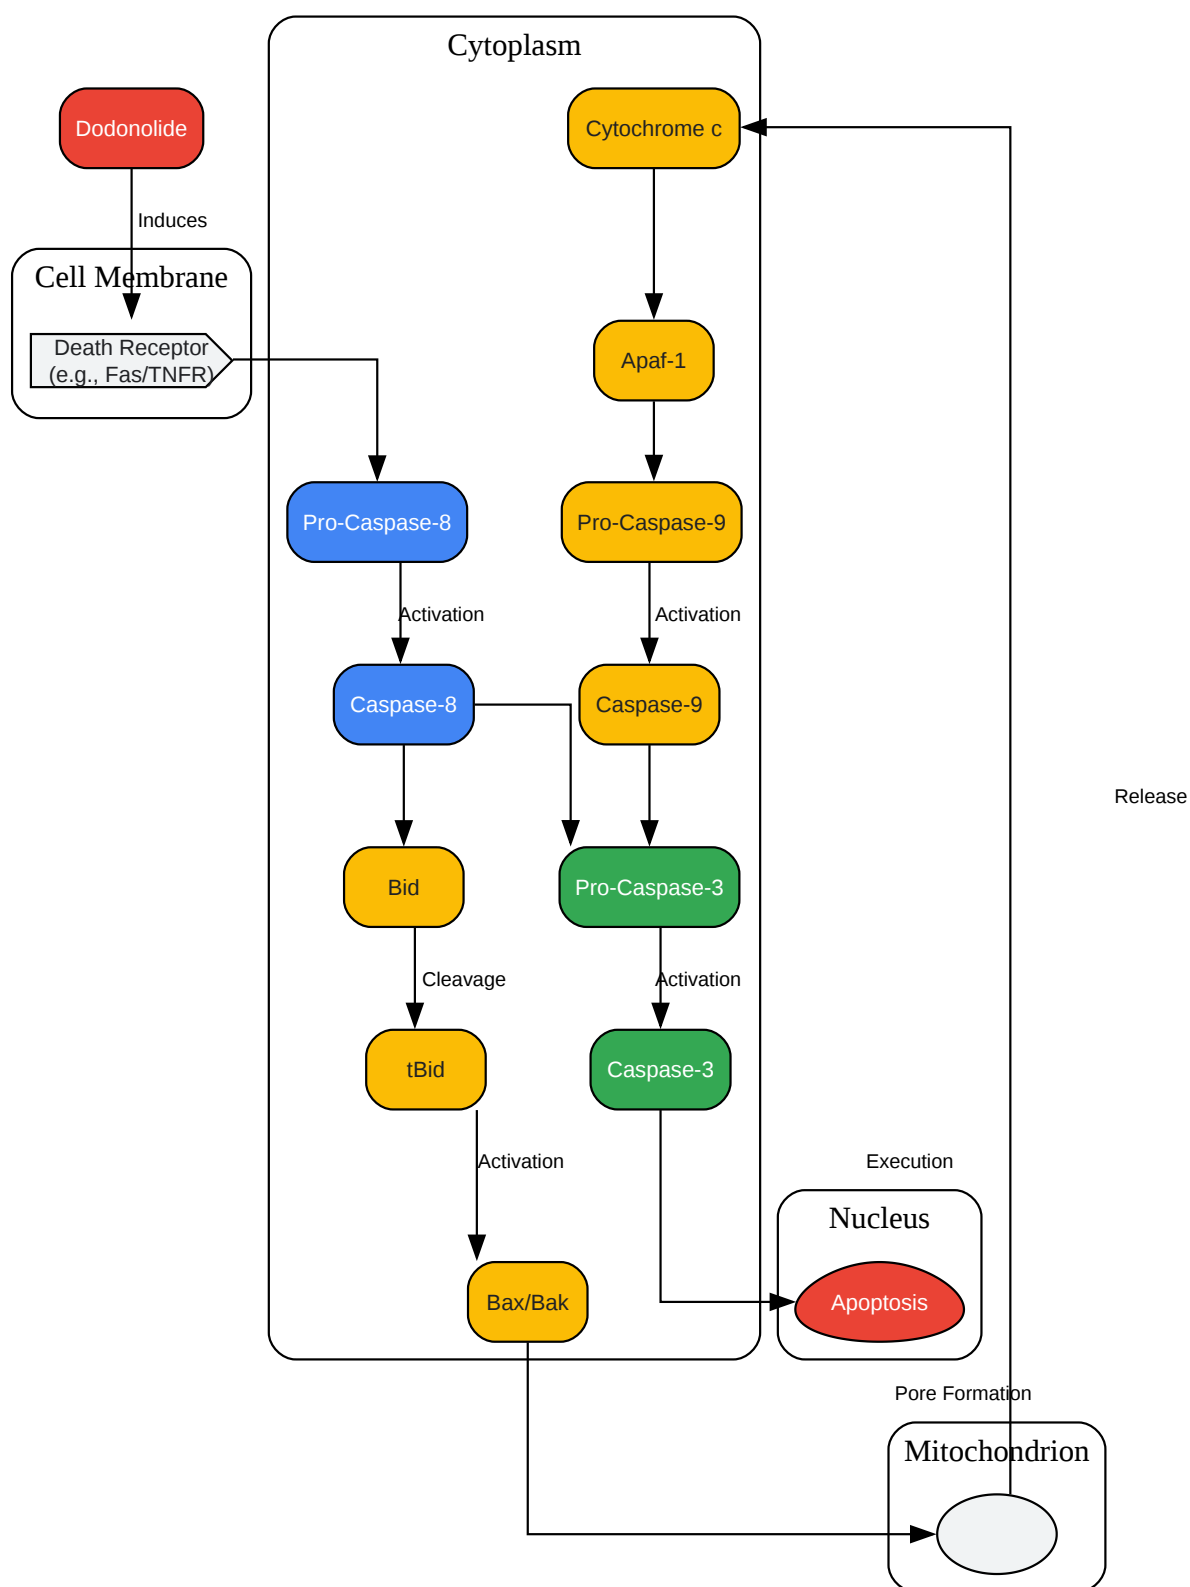 Cytoplasm
Dodonolide
Cytochrome c
Induces
Cell Membrane
Death Receptor
(e.g., Fas/TNFR)
Apaf-1
Pro-Caspase-8
Pro-Caspase-9
Activation
Activation
Caspase-8
Caspase-9
Release
Bid
Pro-Caspase-3
Cleavage
Activation
tBid
Caspase-3
Activation
Execution
Nucleus
Bax/Bak
Apoptosis
Pore Formation
Mitochondrion